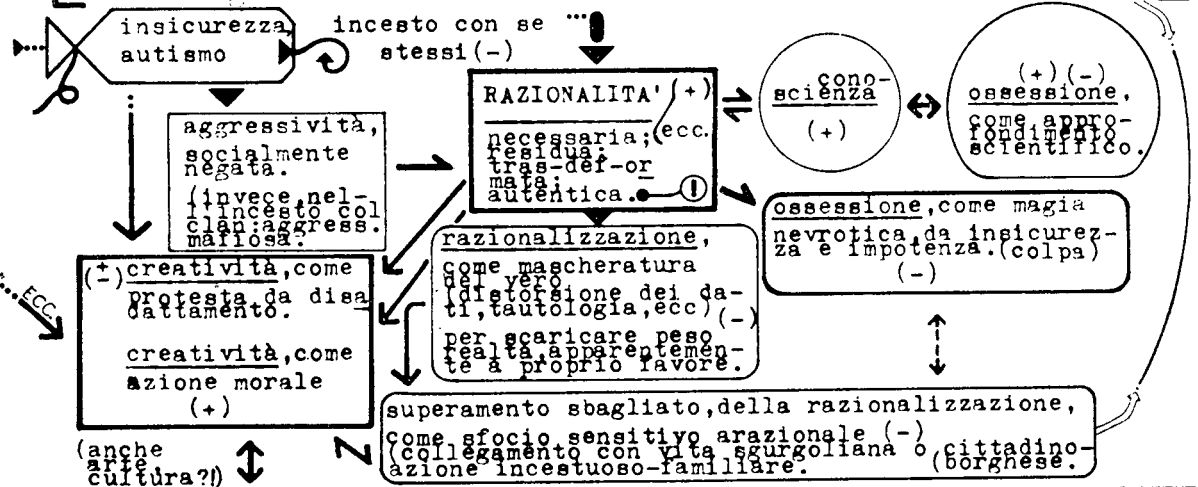 insicurezza,
autismo
incesto con se
stessi(-)
aggressività,
socialmente
negata.
(invece,nel-
l'incesto col
clan:aggress.
mafiosa.
RAZIONALITA' (+)
necessaria; (ecc.
residua;
tras-def-or
mata;
autentica. !
cono-
scienza
(+)
(+)(-)
ossessione,
come appro-
fondimento
scientifico.
ossessione,come magia
nevrotica,da insicurez-
za e impotenza.(colpa)
(-)
ECC.
(±) creatività,come
protesta da disa
dattamento.
creatività,come
azione morale
(+)
(anche
arte,
cultura?!)
razionalizzazione,
come mascheratura
del vero
(distorsione dei da-
ti,tautologia,ecc)(-)
per scaricare peso
realtà,apparentemen-
te a proprio favore.
superamento sbagliato,della razionalizzazione,
come sfocio sensitivo arazionale (-)
(collegamento con vita sgurgoliana o cittadino-
azione incestuoso-familiare. (borghese.